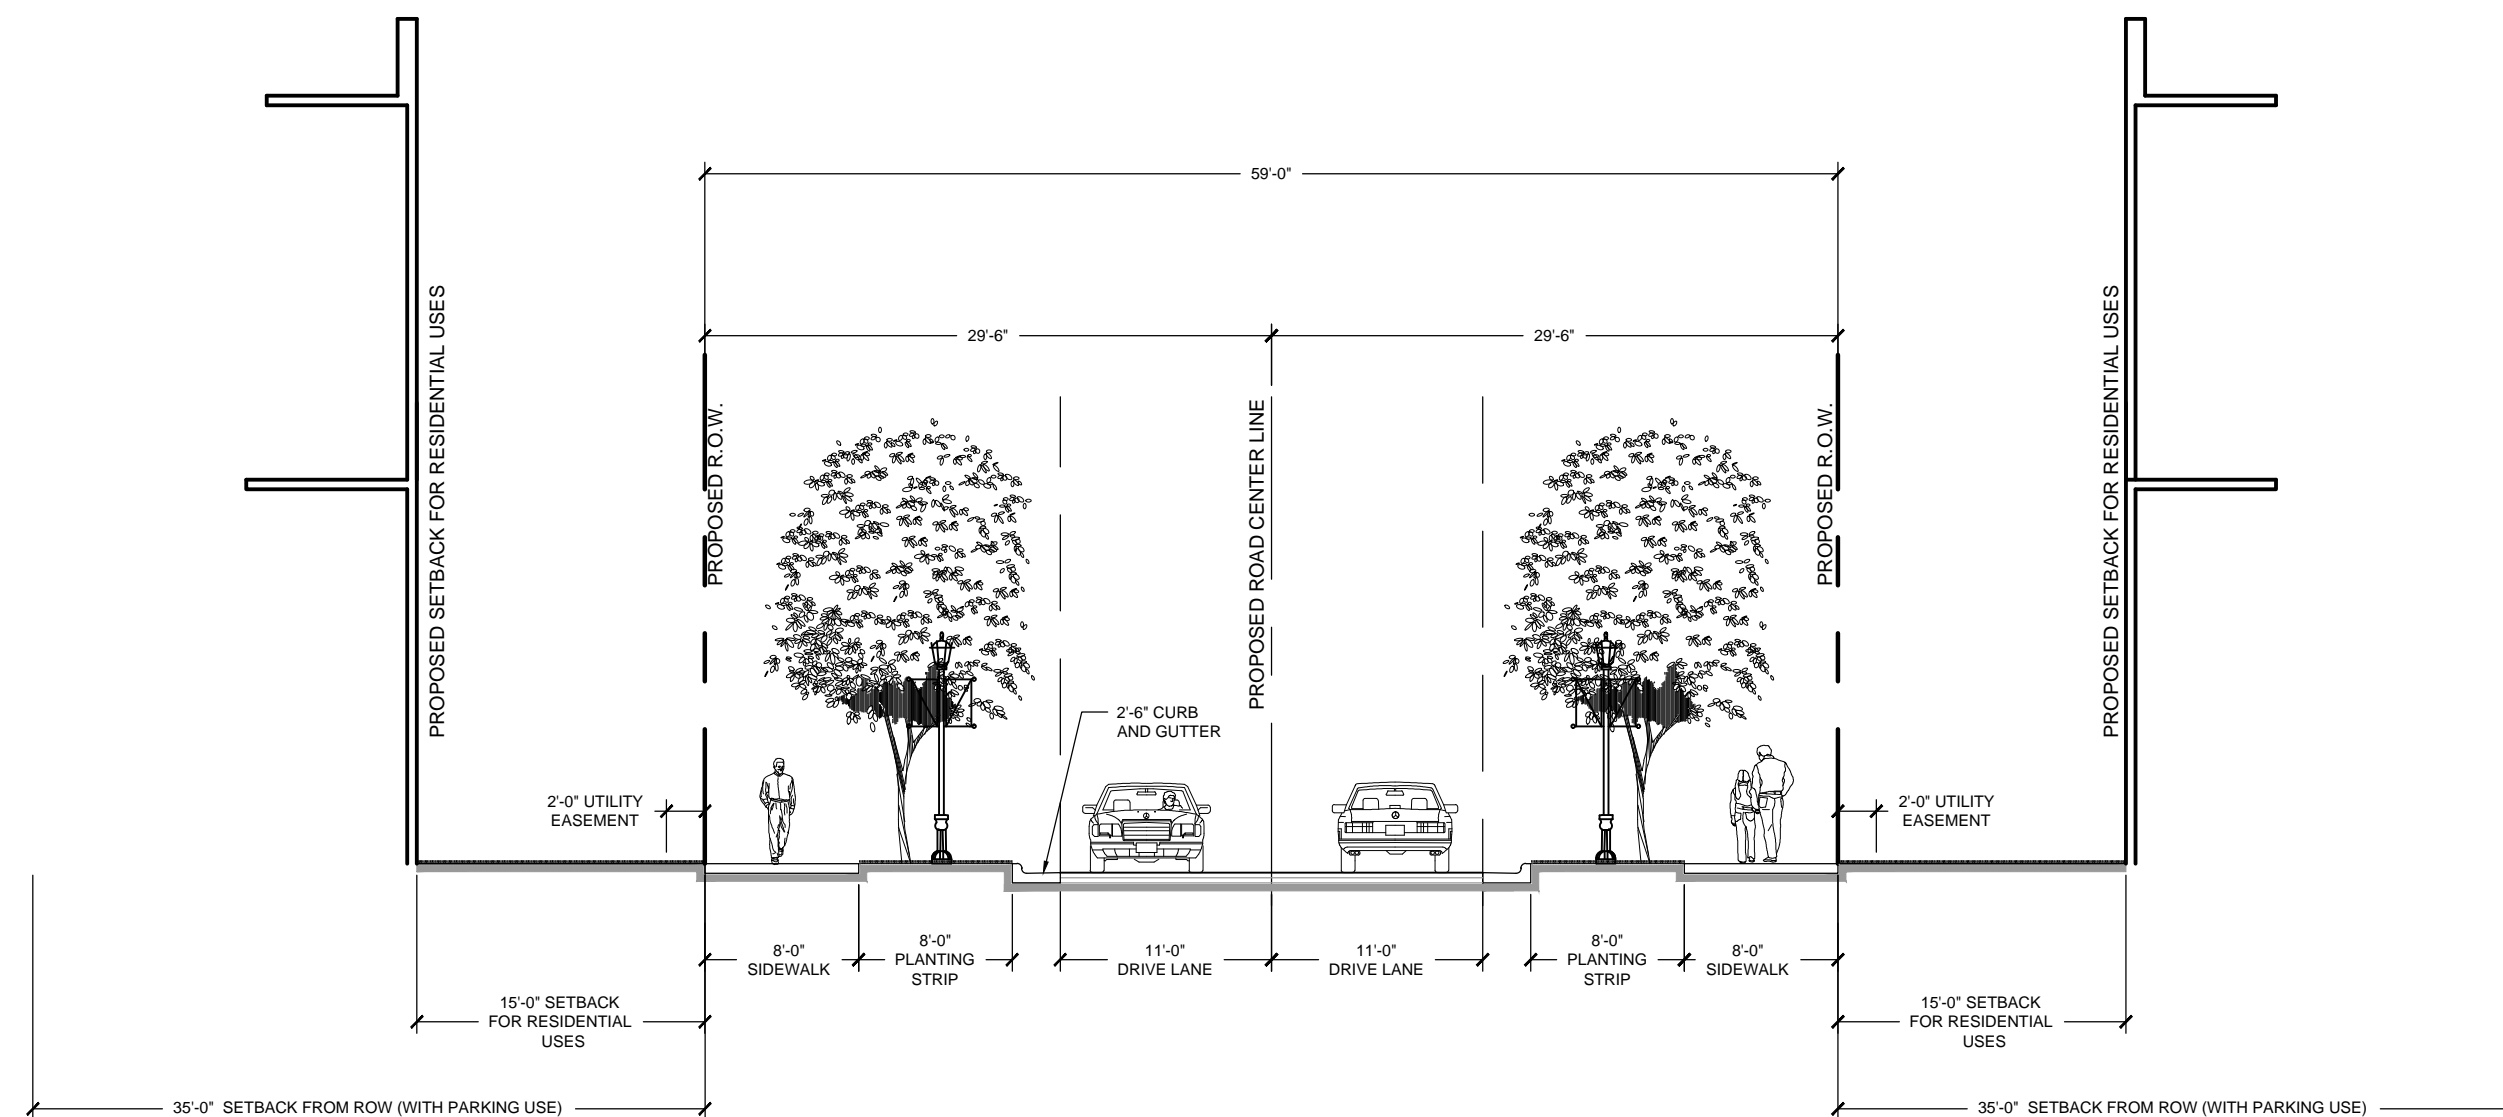 59'-0"
29'-6"
29'-6"
PROPOSED SETBACK FOR RESIDENTIAL USES
PROPOSED R.O.W.
PROPOSED ROAD CENTER LINE
PROPOSED R.O.W.
PROPOSED SETBACK FOR RESIDENTIAL USES
2'-6" CURB
AND GUTTER
2'-0" UTILITY
EASEMENT
2'-0" UTILITY
EASEMENT
8'-0"
SIDEWALK
8'-0"
PLANTING
STRIP
11'-0"
DRIVE LANE
11'-0"
DRIVE LANE
8'-0"
PLANTING
STRIP
8'-0"
SIDEWALK
15'-0" SETBACK
FOR RESIDENTIAL
USES
15'-0" SETBACK
FOR RESIDENTIAL
USES
35'-0" SETBACK FROM ROW (WITH PARKING USE)
35'-0" SETBACK FROM ROW (WITH PARKING USE)